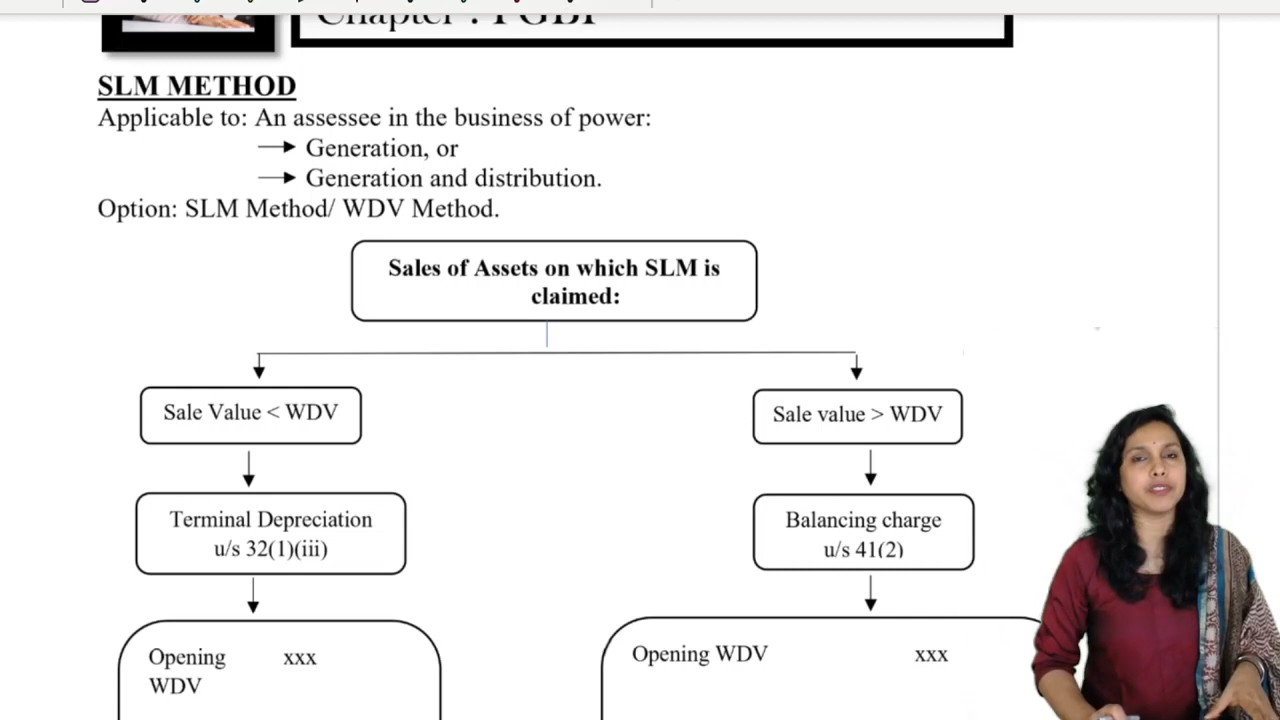 Chapter : PGBP
SLM METHOD
Applicable to: An assessee in the business of power:
Generation, or
Generation and distribution.
Option: SLM Method/ WDV Method.
Sales of Assets on which SLM is
claimed:
Sale Value < WDV
Sale value > WDV
Terminal Depreciation
u/s 32(1)(iii)
Balancing charge
u/s 41(2)
Opening xxx
WDV
Opening WDV xxx